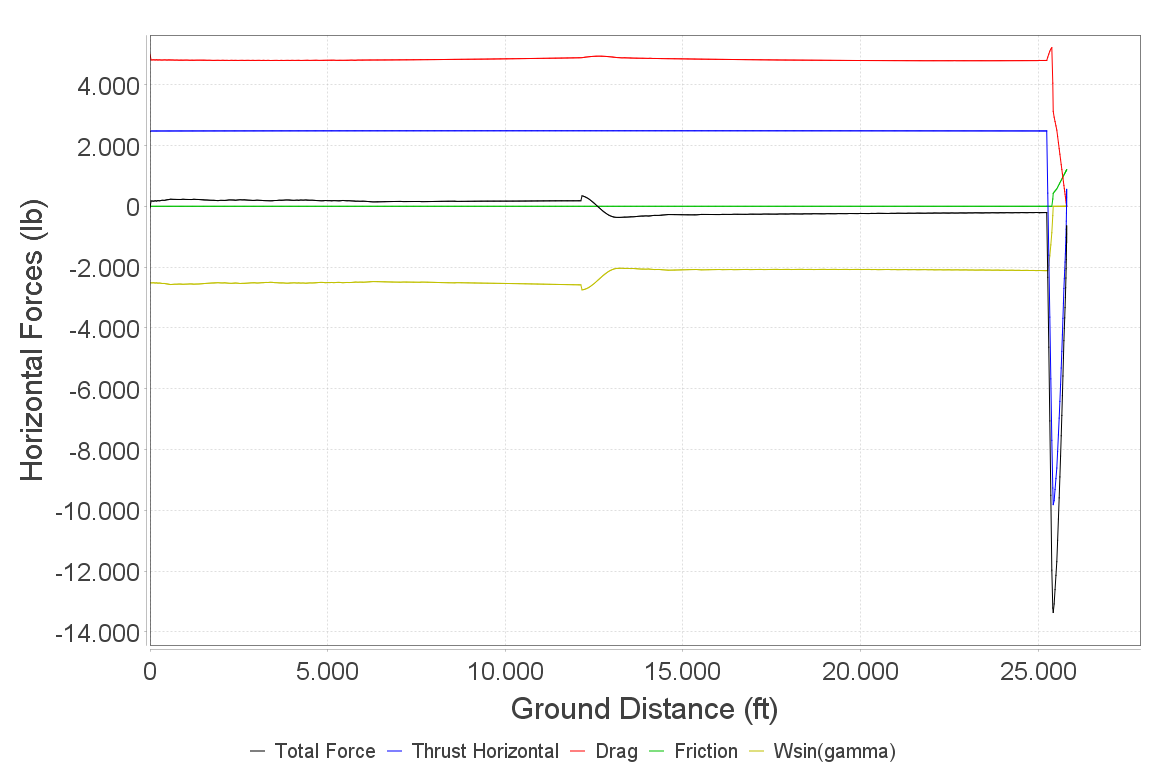 4.000
2.000
0
-2.000
-4.000
-6.000
-8.000
-10.000
-12.000
-14.000
Horizontal Forces (lb)
0 5.000 10.000 15.000 20.000 25.000
Ground Distance (ft)
Total Force Thrust Horizontal Drag Friction Wsin(gamma)